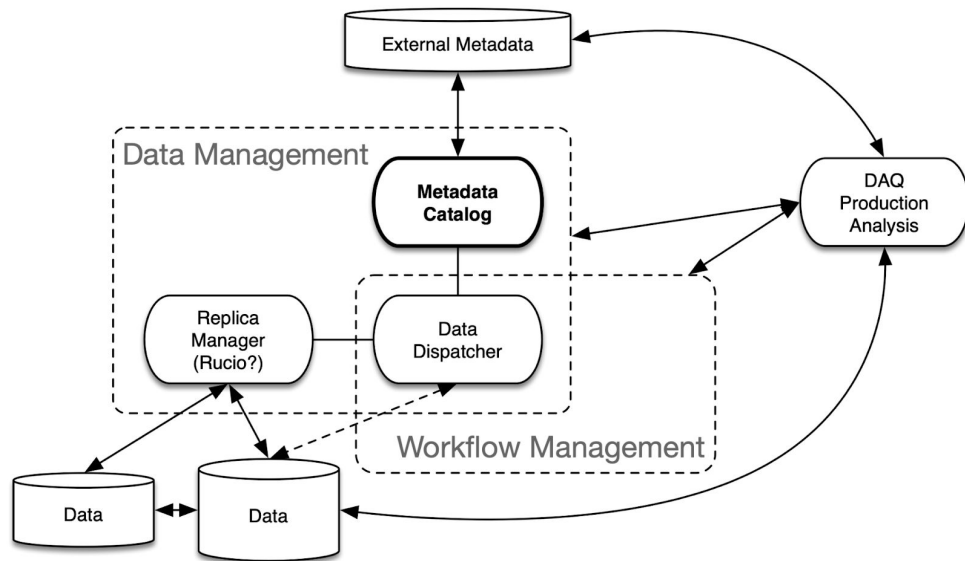 External Metadata
Data Management
Metadata
Catalog
DAQ
Production
Analysis
Replica
Manager
(Rucio?)
Data
Dispatcher
Workflow Management
Data
Data